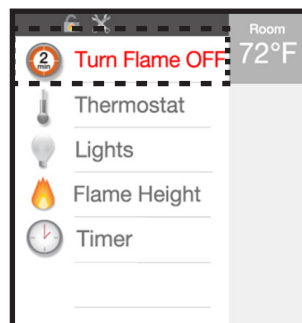 Room
72°F
2
min
Turn Flame OFF
Thermostat
Lights
Flame Height
Timer